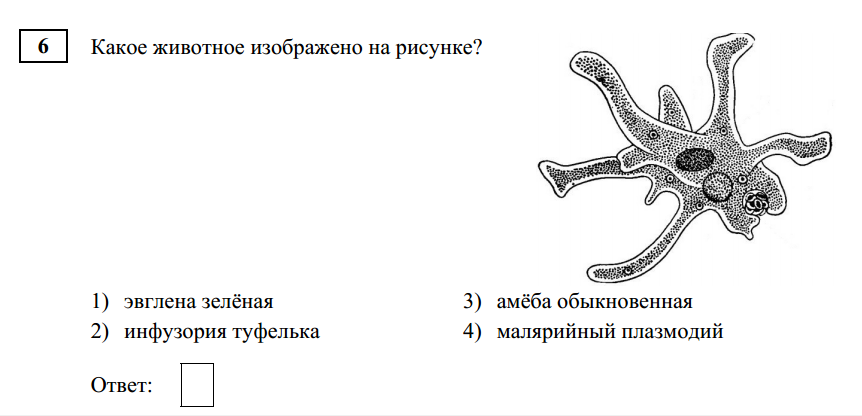 6 Какое животное изображено на рисунке?
1) эвглена зелёная
2) инфузория туфелька
3) амёба обыкновенная
4) малярийный плазмодий
Ответ: